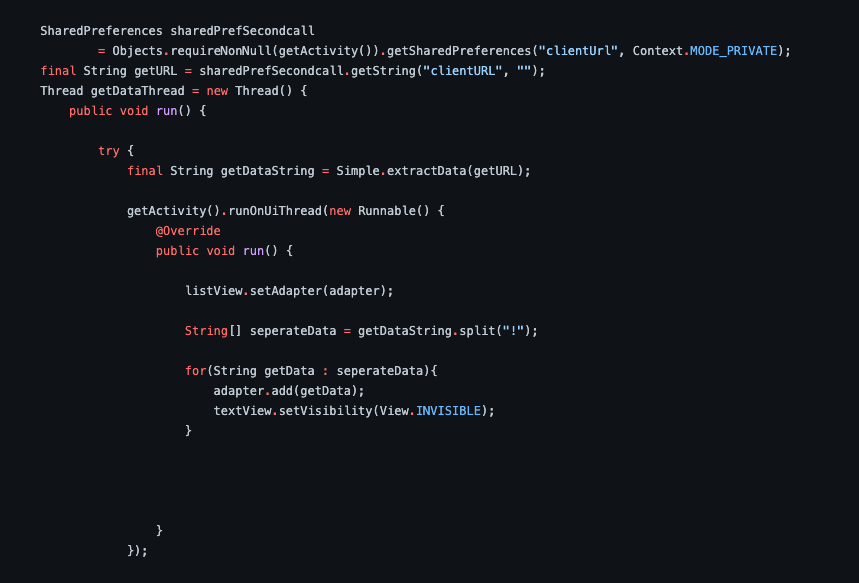 SharedPreferences sharedPrefSecondcall
= Objects.requireNonNull(getActivity()).getSharedPreferences("clientUrl", Context.MODE_PRIVATE);
final String getURL = sharedPrefSecondcall.getString("clientURL", "");
Thread getDataThread = new Thread() {
public void run() {
try {
final String getDataString = Simple.extractData(getURL);
getActivity().runOnUiThread(new Runnable() {
@Override
public void run() {
listView.setAdapter(adapter);
String[] seperateData = getDataString.split("!");
for(String getData : seperateData){
adapter.add(getData);
textView.setVisibility(View.INVISIBLE);
}
}
});